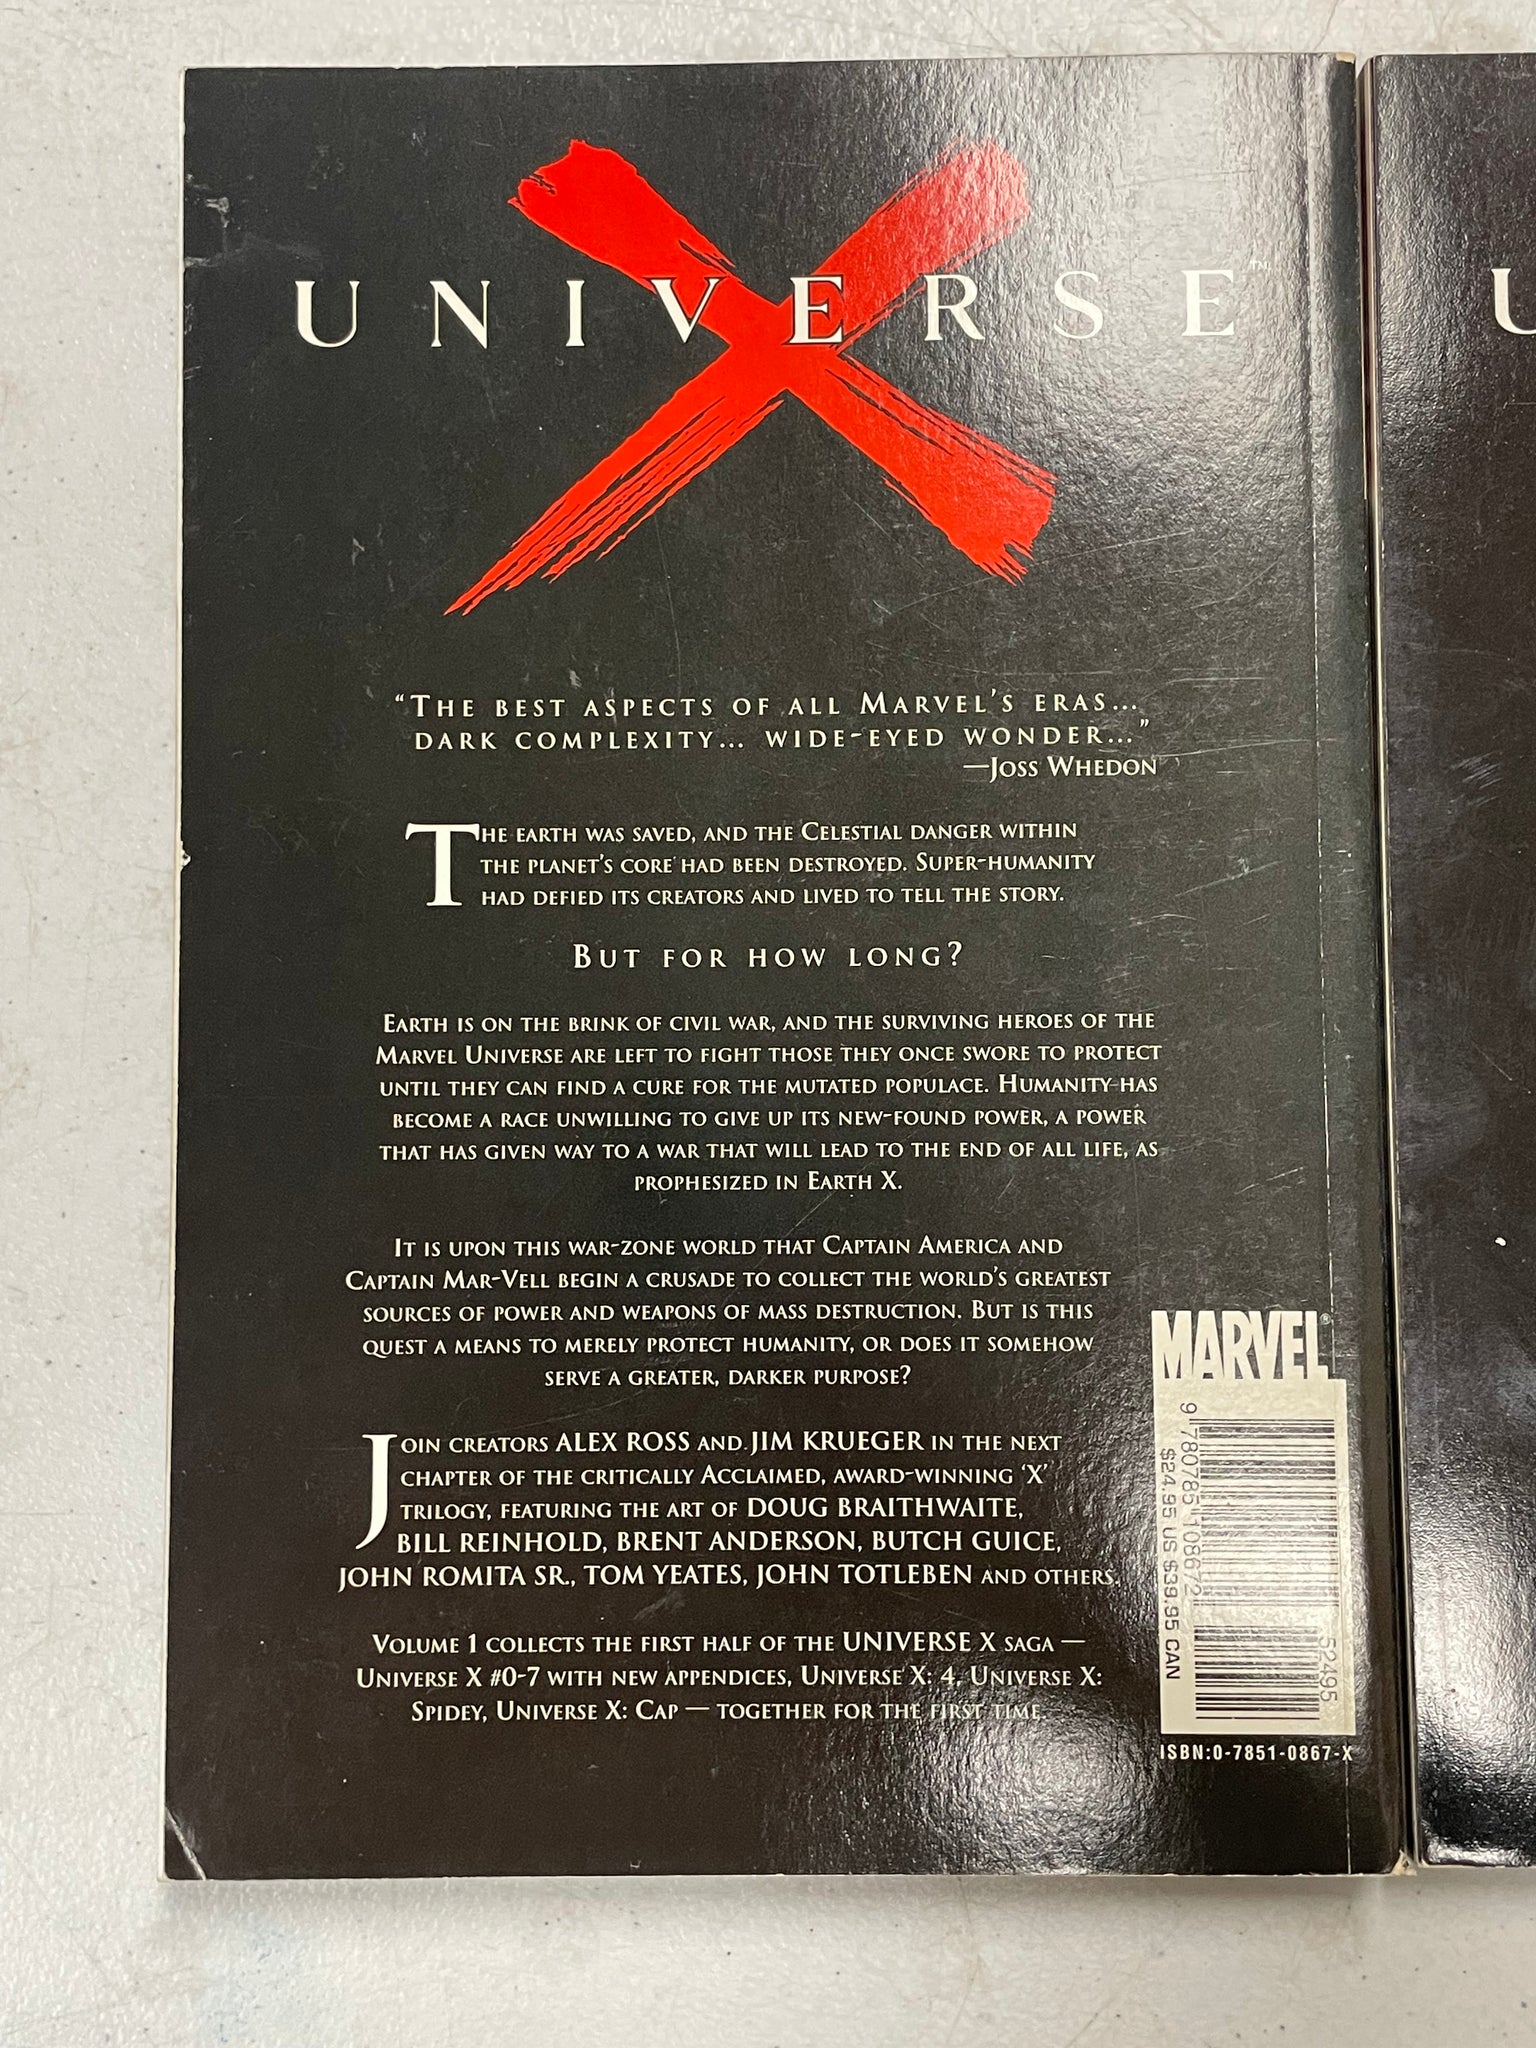 UNIVERSE™
U
“The best aspects of all Marvel’s eras...
dark complexity... wide-eyed wonder...”
—Joss Whedon
The earth was saved, and the Celestial danger within
the planet’s core had been destroyed. Super-humanity
had defied its creators and lived to tell the story.
But for how long?
Earth is on the brink of civil war, and the surviving heroes of the
Marvel Universe are left to fight those they once swore to protect
until they can find a cure for the mutated populace. Humanity has
become a race unwilling to give up its new-found power, a power
that has given way to a war that will lead to the end of all life, as
prophesized in Earth X.
It is upon this war-zone world that Captain America and
Captain Mar-Vell begin a crusade to collect the world’s greatest
sources of power and weapons of mass destruction. But is this
quest a means to merely protect humanity, or does it somehow
serve a greater, darker purpose?
Join creators ALEX ROSS and JIM KRUEGER in the next
chapter of the critically Acclaimed, award-winning ‘X’
trilogy, featuring the art of DOUG BRAITHWAITE,
BILL REINHOLD, BRENT ANDERSON, BUTCH GUICE,
JOHN ROMITA SR., TOM YEATES, JOHN TOTLEBEN and others.
Volume 1 collects the first half of the UNIVERSE X saga —
Universe X #0-7 with new appendices, Universe X: 4, Universe X:
Spidey, Universe X: Cap — together for the first time
MARVEL®
9 780785 108672
52495
$24.95 US $39.95 CAN
ISBN:0-7851-0867-X